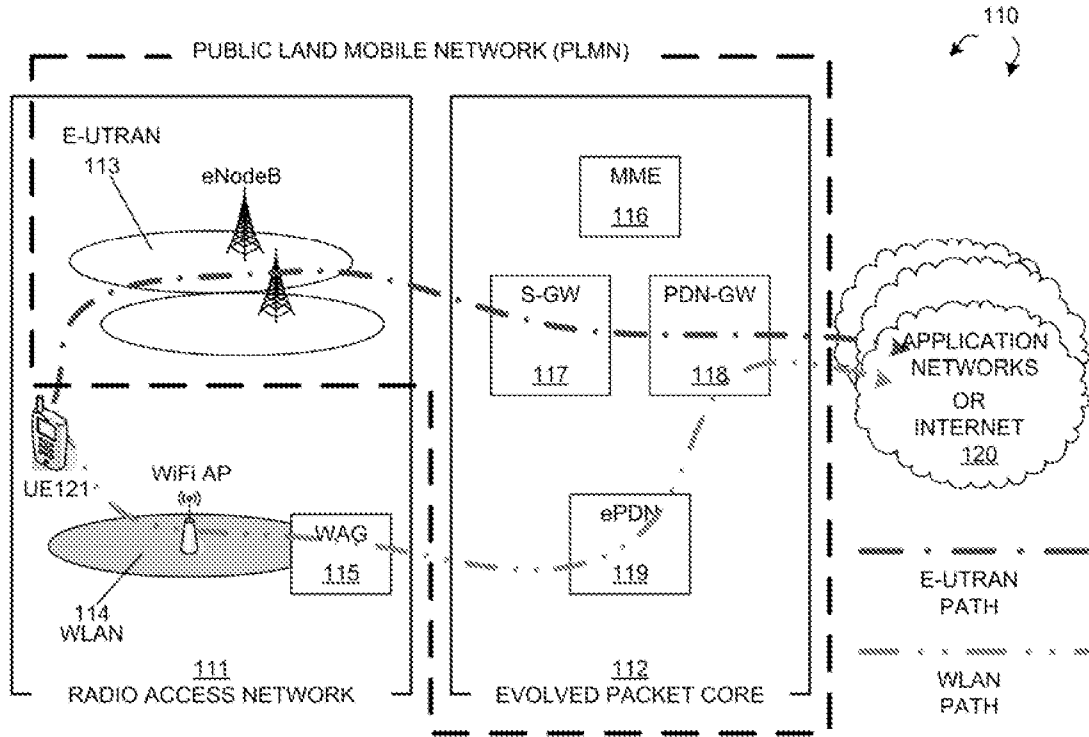 110
PUBLIC LAND MOBILE NETWORK (PLMN)
E-UTRAN
113
eNodeB
MME
116
S-GW
117
PDN-GW
118
APPLICATION
NETWORKS
OR
INTERNET
120
UE121
WiFi AP
WAG
115
ePDN
119
114
WLAN
E-UTRAN
PATH
WLAN
PATH
111
RADIO ACCESS NETWORK
112
EVOLVED PACKET CORE